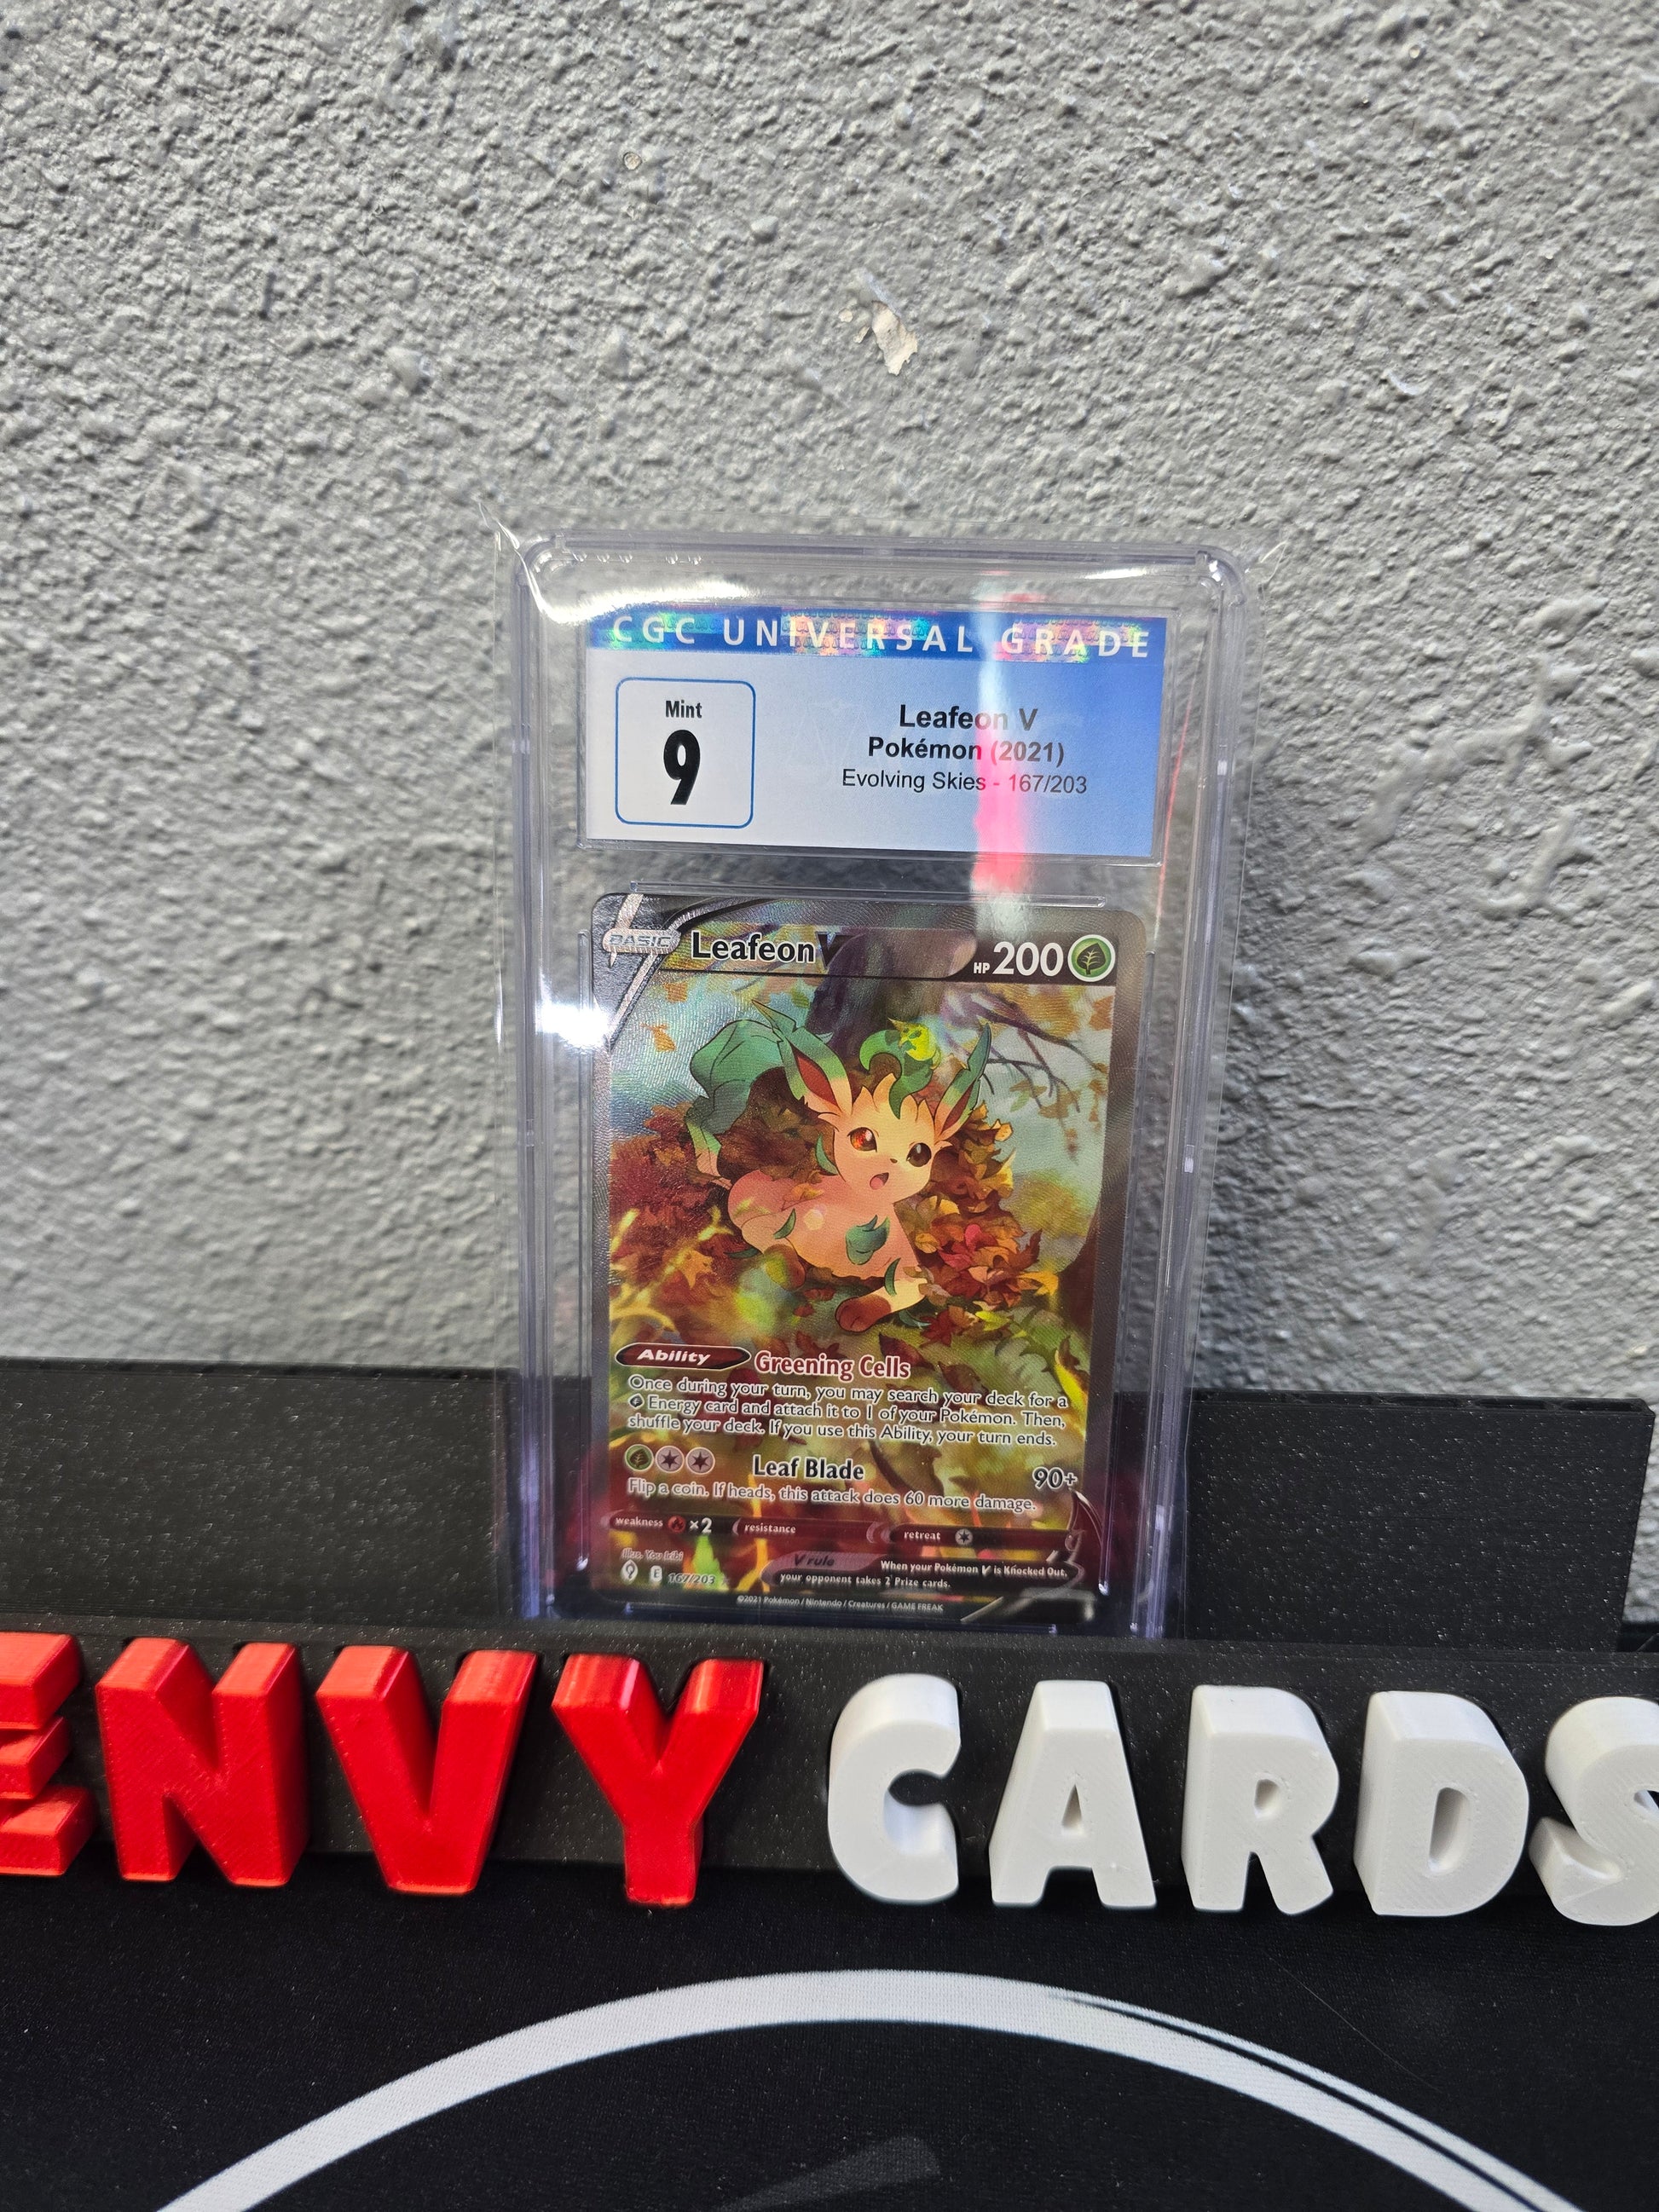 CGC UNIVERSAL GRADE
Mint
9
Leafeon V
Pokémon (2021)
Evolving Skies - 167/203
BASIC
Leafeon V
HP 200
Ability Greening Cells
Once during your turn, you may search your deck for a
Energy card and attach it to 1 of your Pokémon. Then,
shuffle your deck. If you use this Ability, your turn ends.
Leaf Blade 90+
Flip a coin. If heads, this attack does 60 more damage.
weakness ×2 resistance retreat
Illus. You
V rule When your Pokémon V is Knocked Out,
your opponent takes 2 Prize cards.
E 167/203
©2021 Pokémon / Nintendo / Creatures / GAME FREAK
ENVY CARDS